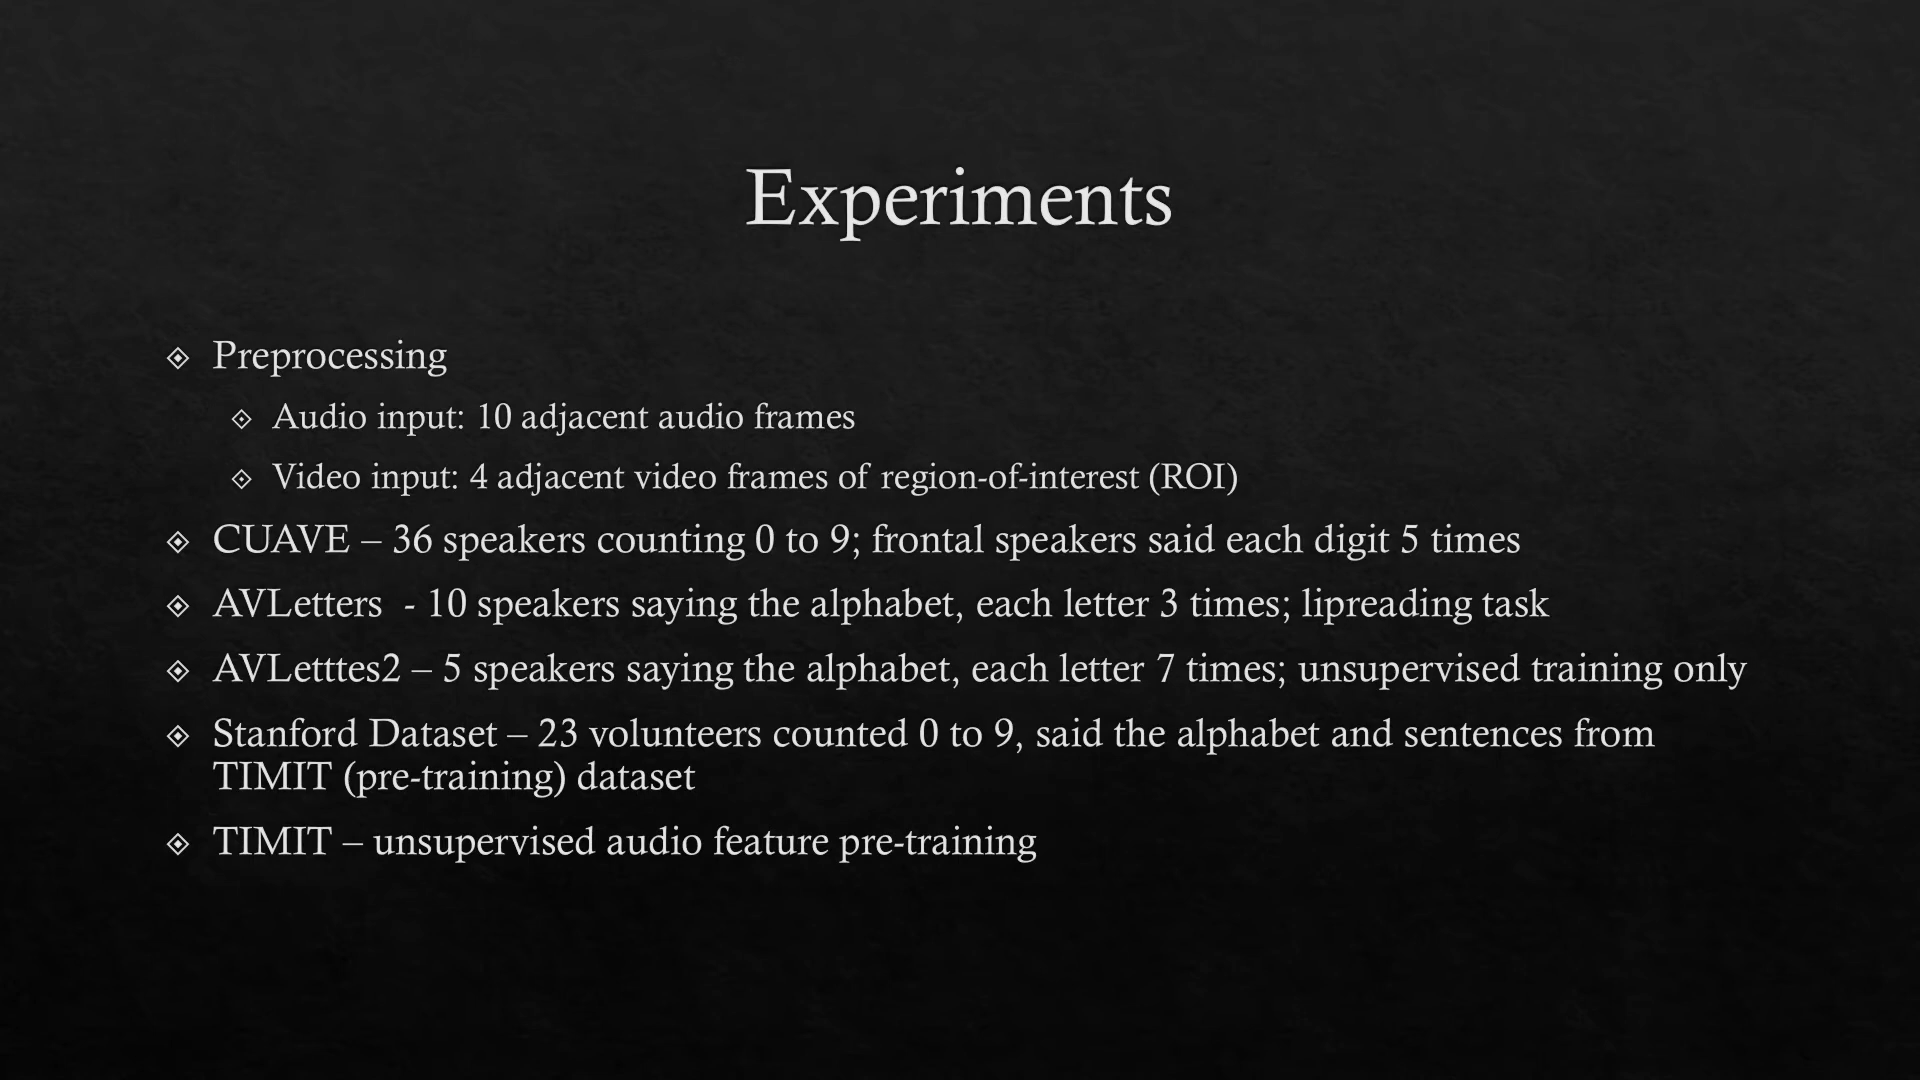 Experiments
Preprocessing
Audio input: 10 adjacent audio frames
Video input: 4 adjacent video frames of region-of-interest (ROI)
CUAVE – 36 speakers counting 0 to 9; frontal speakers said each digit 5 times
AVLetters  - 10 speakers saying the alphabet, each letter 3 times; lipreading task
AVLetttes2 – 5 speakers saying the alphabet, each letter 7 times; unsupervised training only
Stanford Dataset – 23 volunteers counted 0 to 9, said the alphabet and sentences from
TIMIT (pre-training) dataset
TIMIT – unsupervised audio feature pre-training